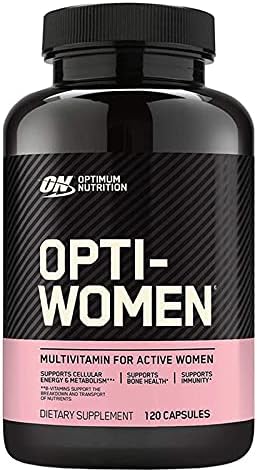 ON OPTIMUM NUTRITION
OPTI-
WOMEN
MULTIVITAMIN FOR ACTIVE WOMEN
SUPPORTS CELLULAR ENERGY & METABOLISM***
SUPPORTS BONE HEALTH*
SUPPORTS IMMUNITY*
**B-VITAMINS SUPPORT THE
BREAKDOWN AND TRANSPORT
OF NUTRIENTS
DIETARY SUPPLEMENT 120 CAPSULES